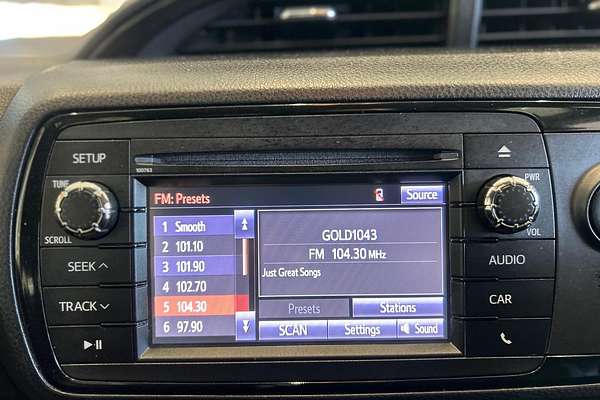 SETUP
100763
TUNE
SCROLL
SEEK
TRACK
FM: Presets
Source
1 Smooth
2 101.10
3 101.90
4 102.70
5 104.30
6 97.90
GOLD1043
FM 104.30 MHz
Just Great Songs
Presets
Stations
SCAN
Settings
Sound
PWR
VOL
AUDIO
CAR